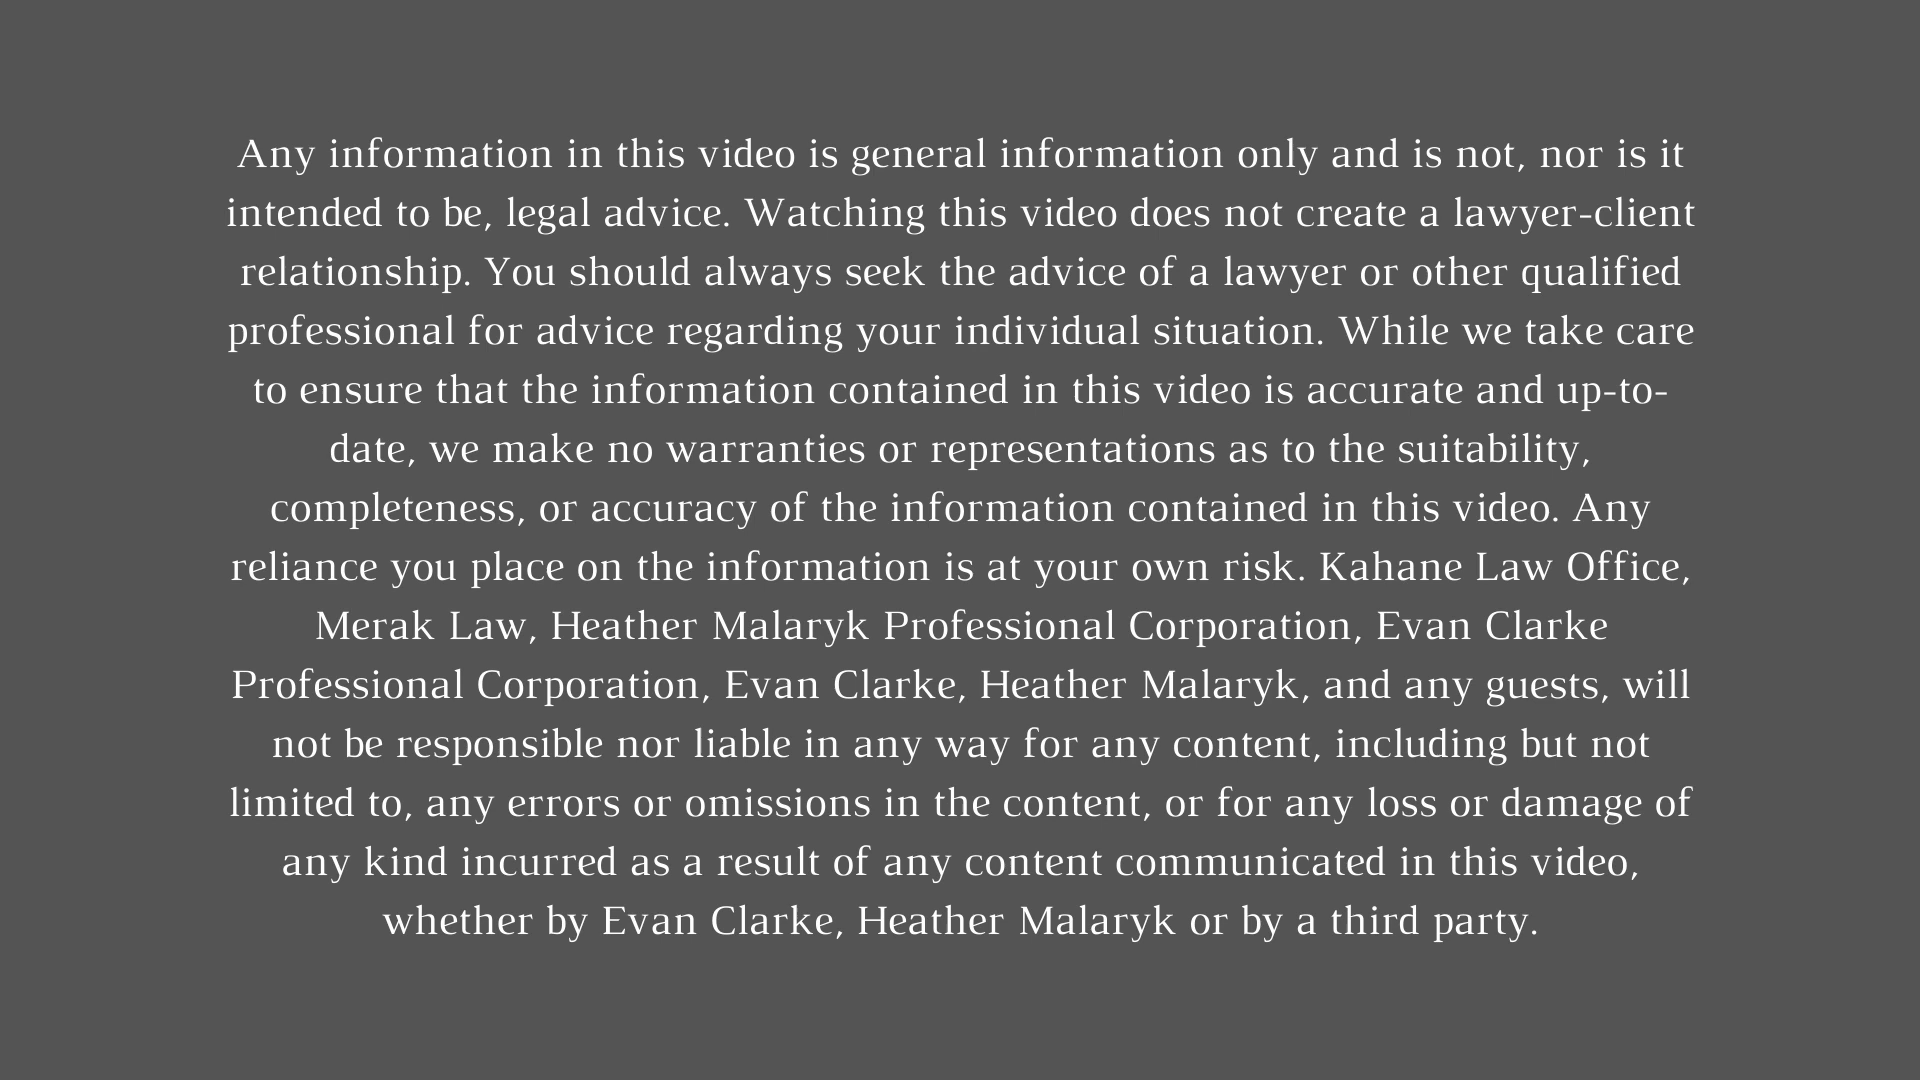 Any information in this video is general information only and is not, nor is it
intended to be, legal advice. Watching this video does not create a lawyer-client
relationship. You should always seek the advice of a lawyer or other qualified
professional for advice regarding your individual situation. While we take care
to ensure that the information contained in this video is accurate and up-to-
date, we make no warranties or representations as to the suitability,
completeness, or accuracy of the information contained in this video. Any
reliance you place on the information is at your own risk. Kahane Law Office,
Merak Law, Heather Malaryk Professional Corporation, Evan Clarke
Professional Corporation, Evan Clarke, Heather Malaryk, and any guests, will
not be responsible nor liable in any way for any content, including but not
limited to, any errors or omissions in the content, or for any loss or damage of
any kind incurred as a result of any content communicated in this video,
whether by Evan Clarke, Heather Malaryk or by a third party.